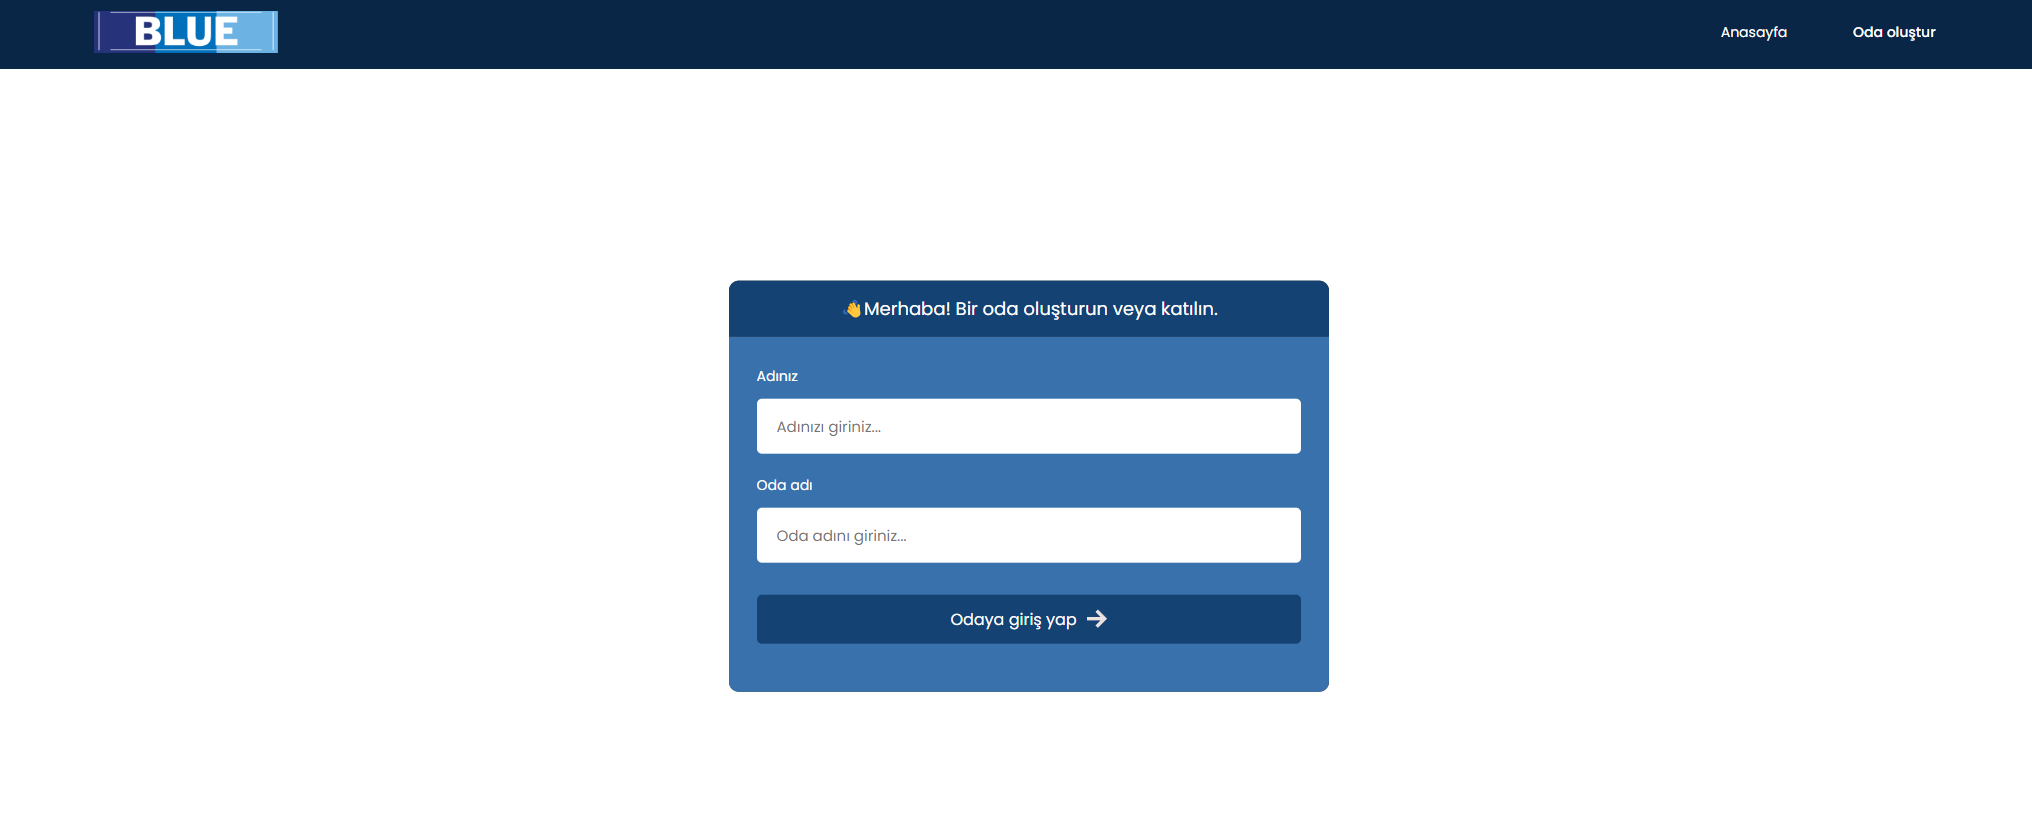 BLUE
Anasayfa
Oda oluştur
👋Merhaba! Bir oda oluşturun veya katılın.
Adınız
Adınızı giriniz...
Oda adı
Oda adını giriniz...
Odaya giriş yap →